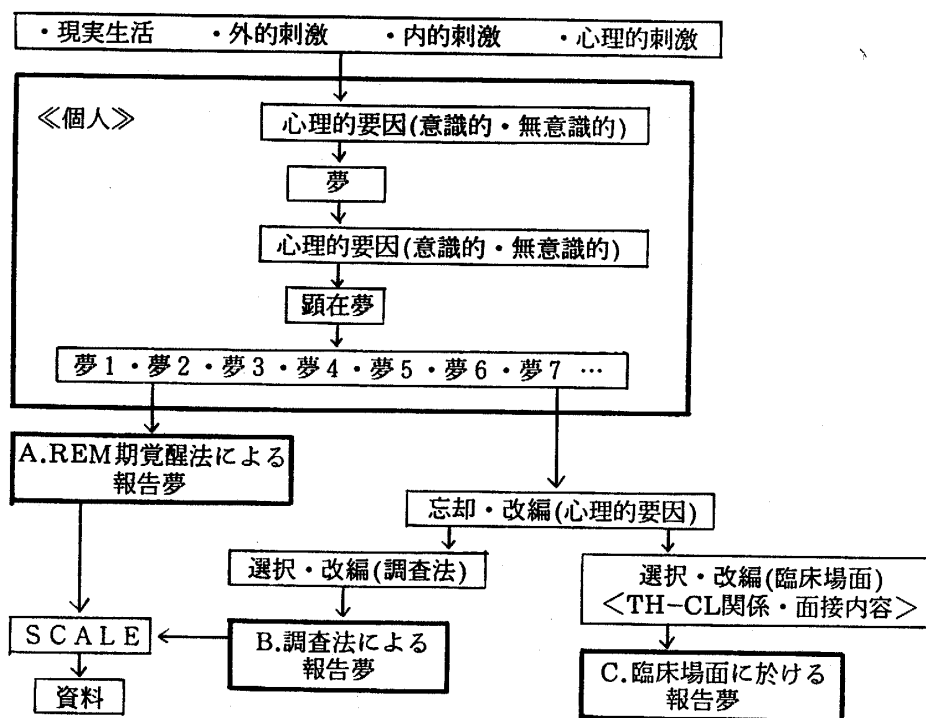 ・現実生活 ・外的刺激 ・内的刺激 ・心理的刺激
≪個人≫
心理的要因(意識的・無意識的)
夢
心理的要因(意識的・無意識的)
顕在夢
夢1・夢2・夢3・夢4・夢5・夢6・夢7 …
A.REM期覚醒法による
報告夢
忘却・改編(心理的要因)
選択・改編(調査法)
選択・改編(臨床場面)
<TH-CL関係・面接内容>
SCALE
B.調査法による
報告夢
C.臨床場面に於ける
報告夢
資料